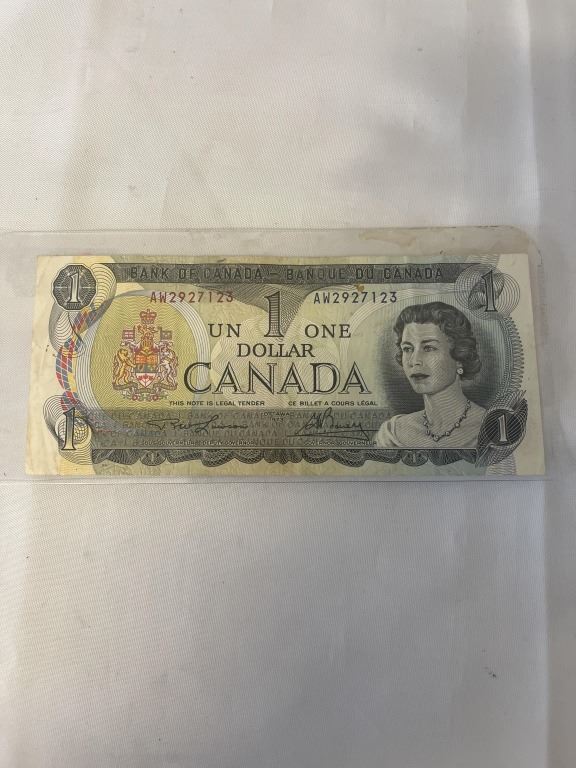 BANK OF CANADA – BANQUE DU CANADA
1 1
AW2927123 AW2927123
UN 1 ONE
DOLLAR
CANADA
THIS NOTE IS LEGAL TENDER CE BILLET A COURS LÉGAL
OTTAWA
1 1